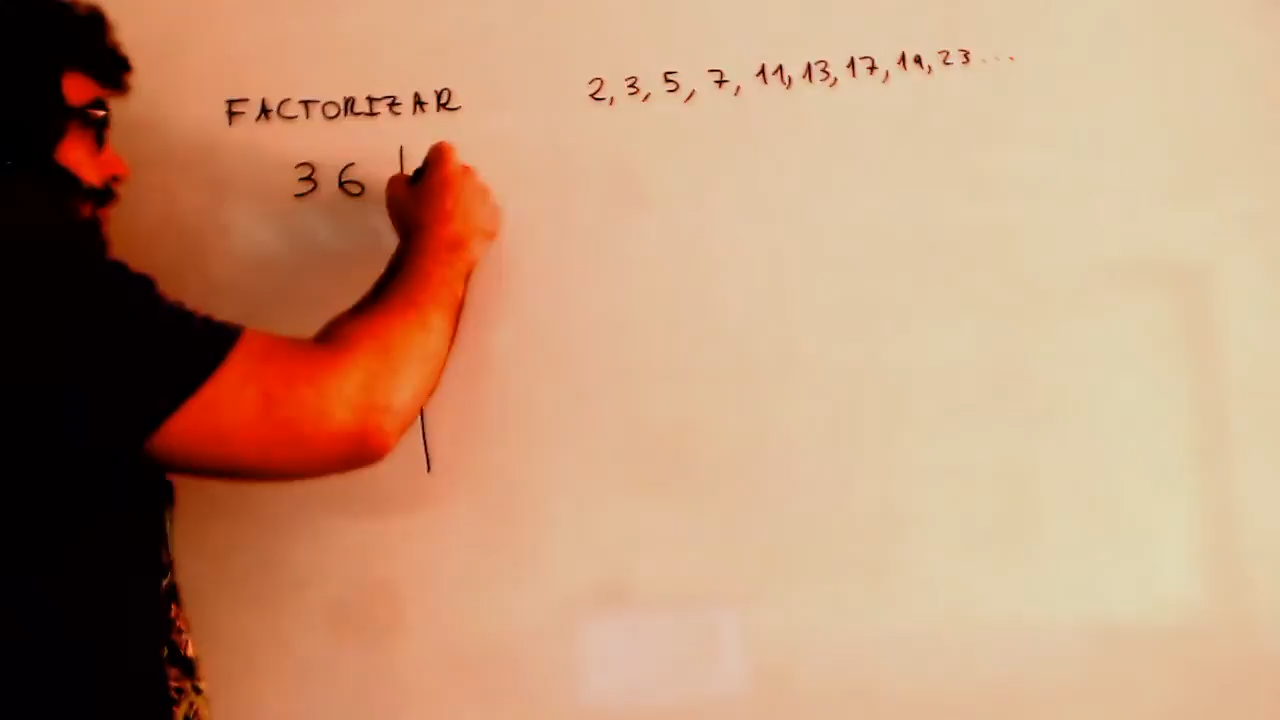 FACTORIZAR
2, 3, 5, 7, 11, 13, 17, 19, 23 ...
36